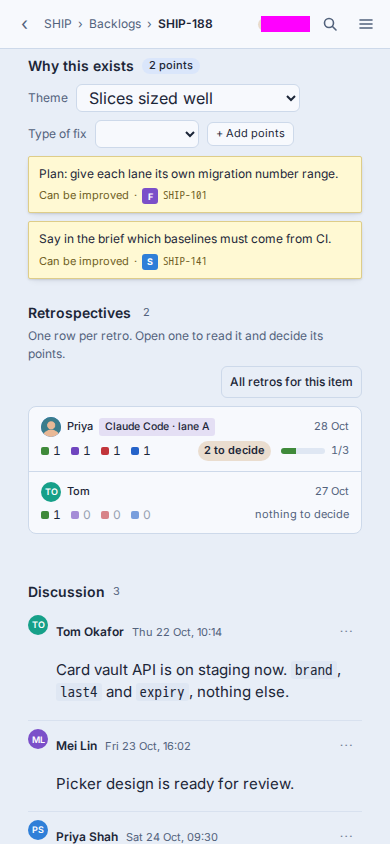 SHIP › Backlogs › SHIP-188
Why this exists 2 points
Theme Slices sized well
Type of fix + Add points
Plan: give each lane its own migration number range.
Can be improved · F SHIP-101
Say in the brief which baselines must come from CI.
Can be improved · S SHIP-141
Retrospectives 2
One row per retro. Open one to read it and decide its
points.
All retros for this item
Priya Claude Code · lane A 28 Oct
1 1 1 1 2 to decide 1/3
TO Tom 27 Oct
1 0 0 0 nothing to decide
Discussion 3
TO Tom Okafor Thu 22 Oct, 10:14 ...
Card vault API is on staging now. brand,
last4 and expiry, nothing else.
ML Mei Lin Fri 23 Oct, 16:02 ...
Picker design is ready for review.
PS Priya Shah Sat 24 Oct, 09:30 ...